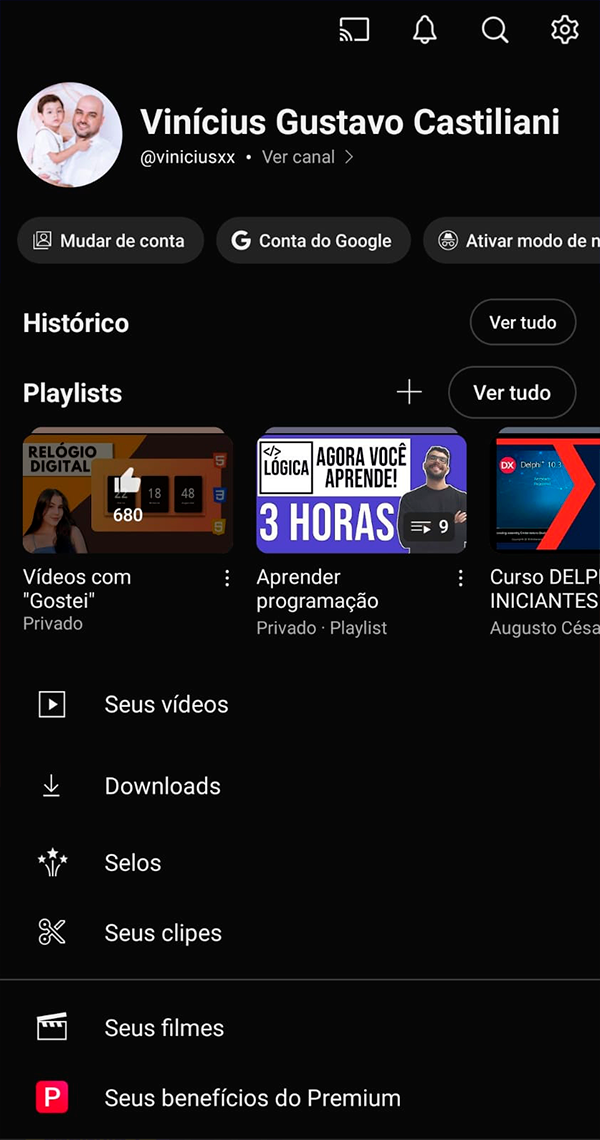 Vinícius Gustavo Castiliani
@viniciusxx • Ver canal
Mudar de conta
Conta do Google
Ativar modo de n
Histórico
Ver tudo
Playlists
Ver tudo
RELÓGIO
DIGITAL
22 18 48
680
</>
LÓGICA
AGORA VOCÊ
APRENDE!
3 HORAS
9
DX Delphi 10.3
Vídeos com
"Gostei"
Privado
Aprender
programação
Privado · Playlist
Curso DELP
INICIANTES
Augusto Césa
Seus vídeos
Downloads
Selos
Seus clipes
Seus filmes
P
Seus benefícios do Premium